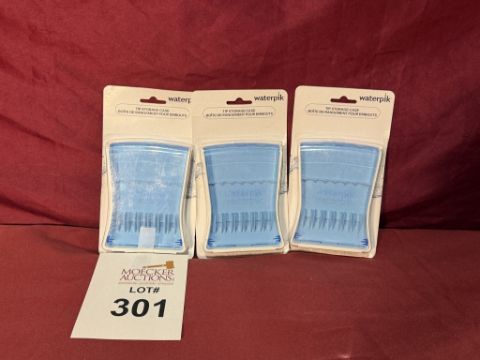 waterpik
TIP STORAGE CASE
BOÎTE DE RANGEMENT POUR EMBOUTS
waterpik
TIP STORAGE CASE
BOÎTE DE RANGEMENT POUR EMBOUTS
waterpik
TIP STORAGE CASE
BOÎTE DE RANGEMENT POUR EMBOUTS
MOECKER
AUCTIONS
LOT#
301